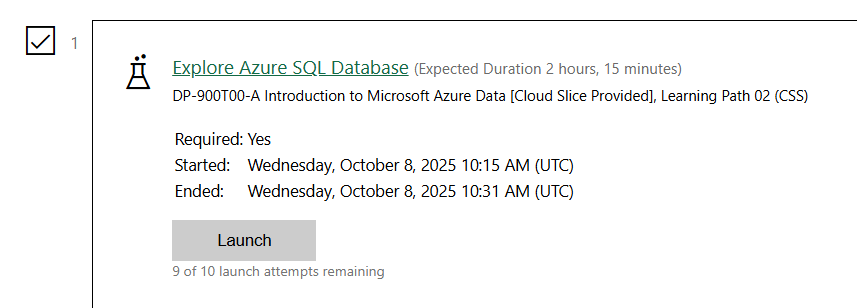 1
Explore Azure SQL Database (Expected Duration 2 hours, 15 minutes)
DP-900T00-A Introduction to Microsoft Azure Data [Cloud Slice Provided], Learning Path 02 (CSS)
Required: Yes
Started: Wednesday, October 8, 2025 10:15 AM (UTC)
Ended: Wednesday, October 8, 2025 10:31 AM (UTC)
Launch
9 of 10 launch attempts remaining